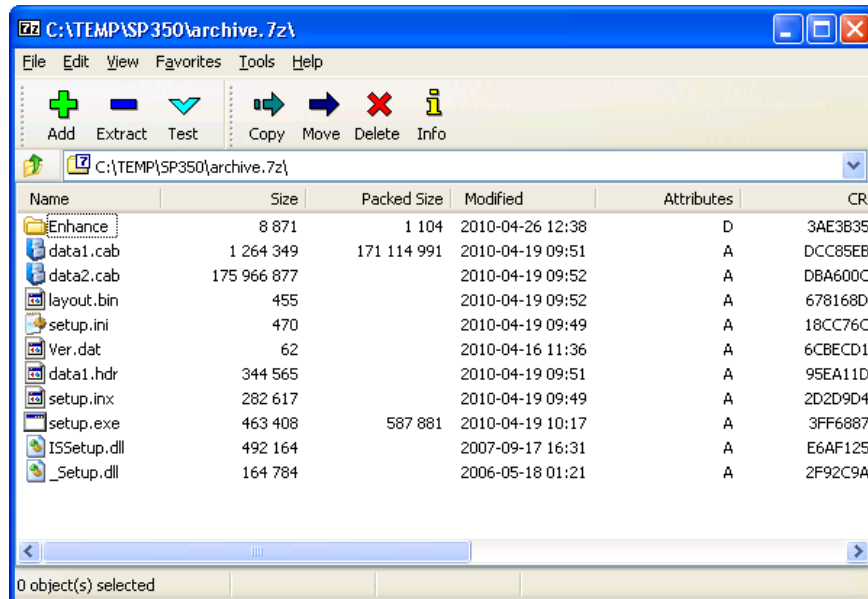 C:\TEMP\SP350\archive.7z\
File Edit View Favorites Tools Help
Add Extract Test Copy Move Delete Info
C:\TEMP\SP350\archive.7z\
Name Size Packed Size Modified Attributes CR
Enhance 8 871 1 104 2010-04-26 12:38 D 3AE3B35
data1.cab 1 264 349 171 114 991 2010-04-19 09:51 A DCC85EB
data2.cab 175 966 877 2010-04-19 09:52 A DBA600C
layout.bin 455 2010-04-19 09:52 A 678168D
setup.ini 470 2010-04-19 09:49 A 18CC76C
Ver.dat 62 2010-04-16 11:36 A 6CBECD1
data1.hdr 344 565 2010-04-19 09:51 A 95EA11D
setup.inx 282 617 2010-04-19 09:49 A 2D2D9D4
setup.exe 463 408 587 881 2010-04-19 10:17 A 3FF6887
ISSetup.dll 492 164 2007-09-17 16:31 A E6AF125
_Setup.dll 164 784 2006-05-18 01:21 A 2F92C9A
0 object(s) selected